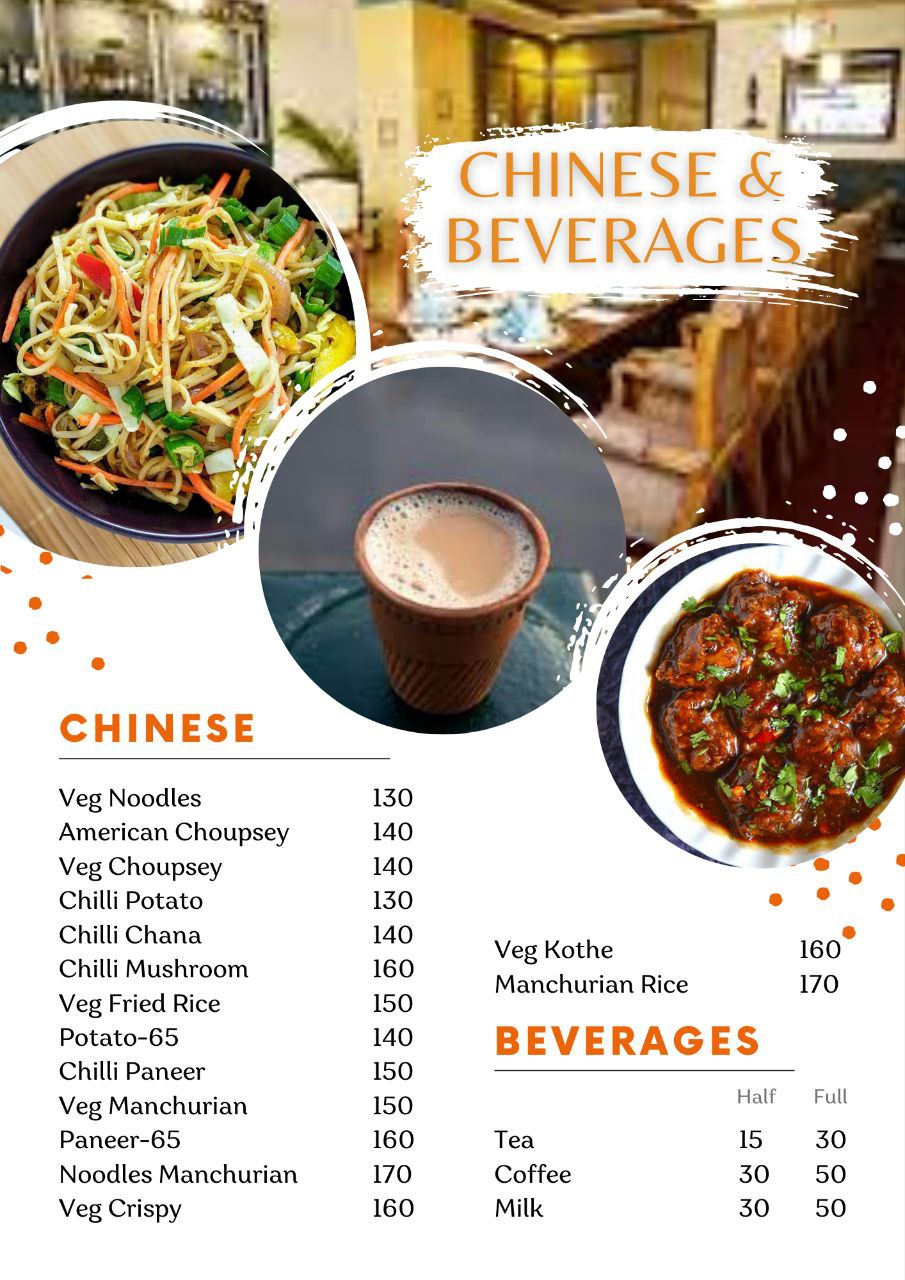 CHINESE &
BEVERAGES
CHINESE
Veg Noodles 130
American Choupsey 140
Veg Choupsey 140
Chilli Potato 130
Chilli Chana 140
Chilli Mushroom 160
Veg Fried Rice 150
Potato-65 140
Chilli Paneer 150
Veg Manchurian 150
Paneer-65 160
Noodles Manchurian 170
Veg Crispy 160
Veg Kothe 160
Manchurian Rice 170
BEVERAGES
Half Full
Tea 15 30
Coffee 30 50
Milk 30 50